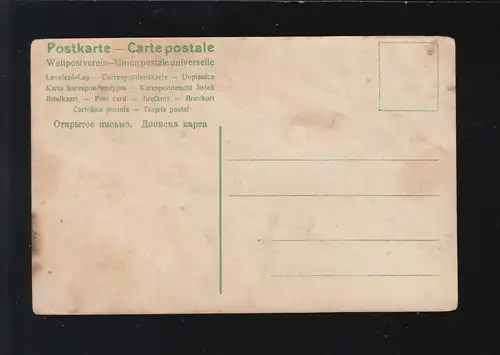 Postkarte — Carte postale
Weltpostverein — Union postale universelle
Levelező-Lap — Correspondenzkarte — Dopisnice
Karta korespondencyjna — Korespondenční lístek
Briefkaart — Post card — Brefkort — Brevkort
Cartolina postale — Tarjeta postal
Открытое письмо. Дописна карта